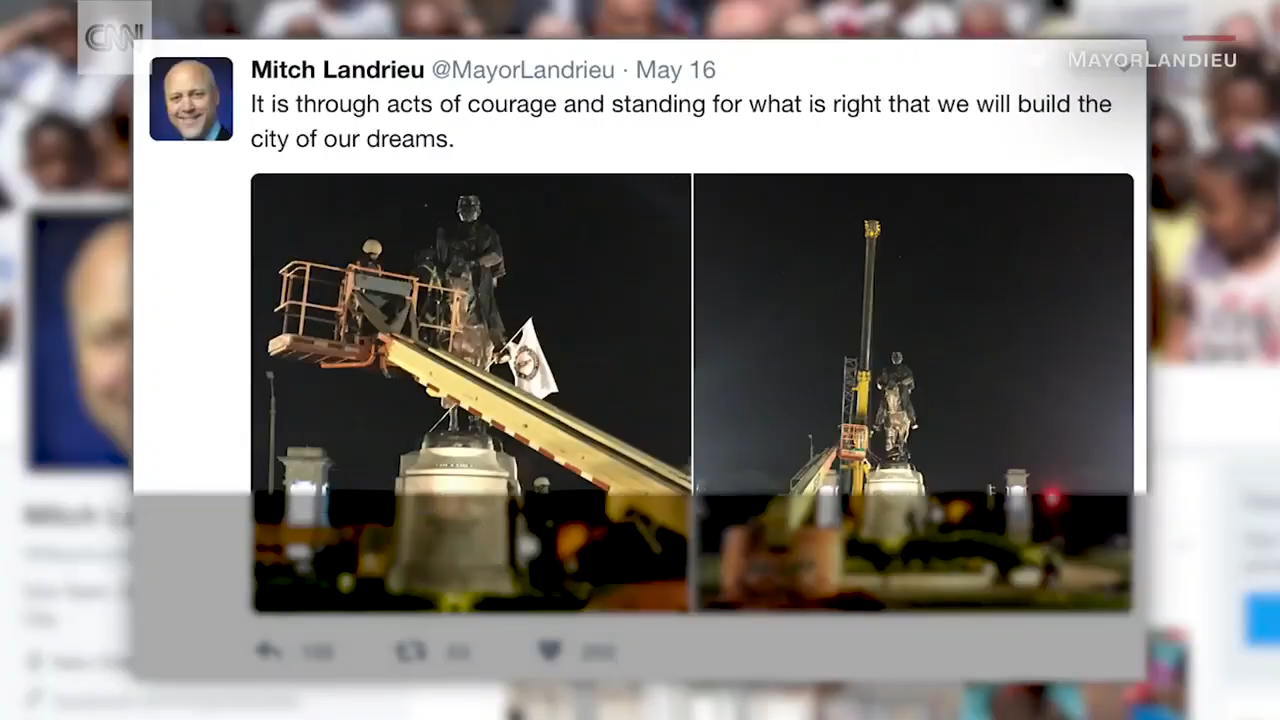 CNN
MAYORLANDIEU
Mitch Landrieu @MayorLandrieu · May 16
It is through acts of courage and standing for what is right that we will build the
city of our dreams.